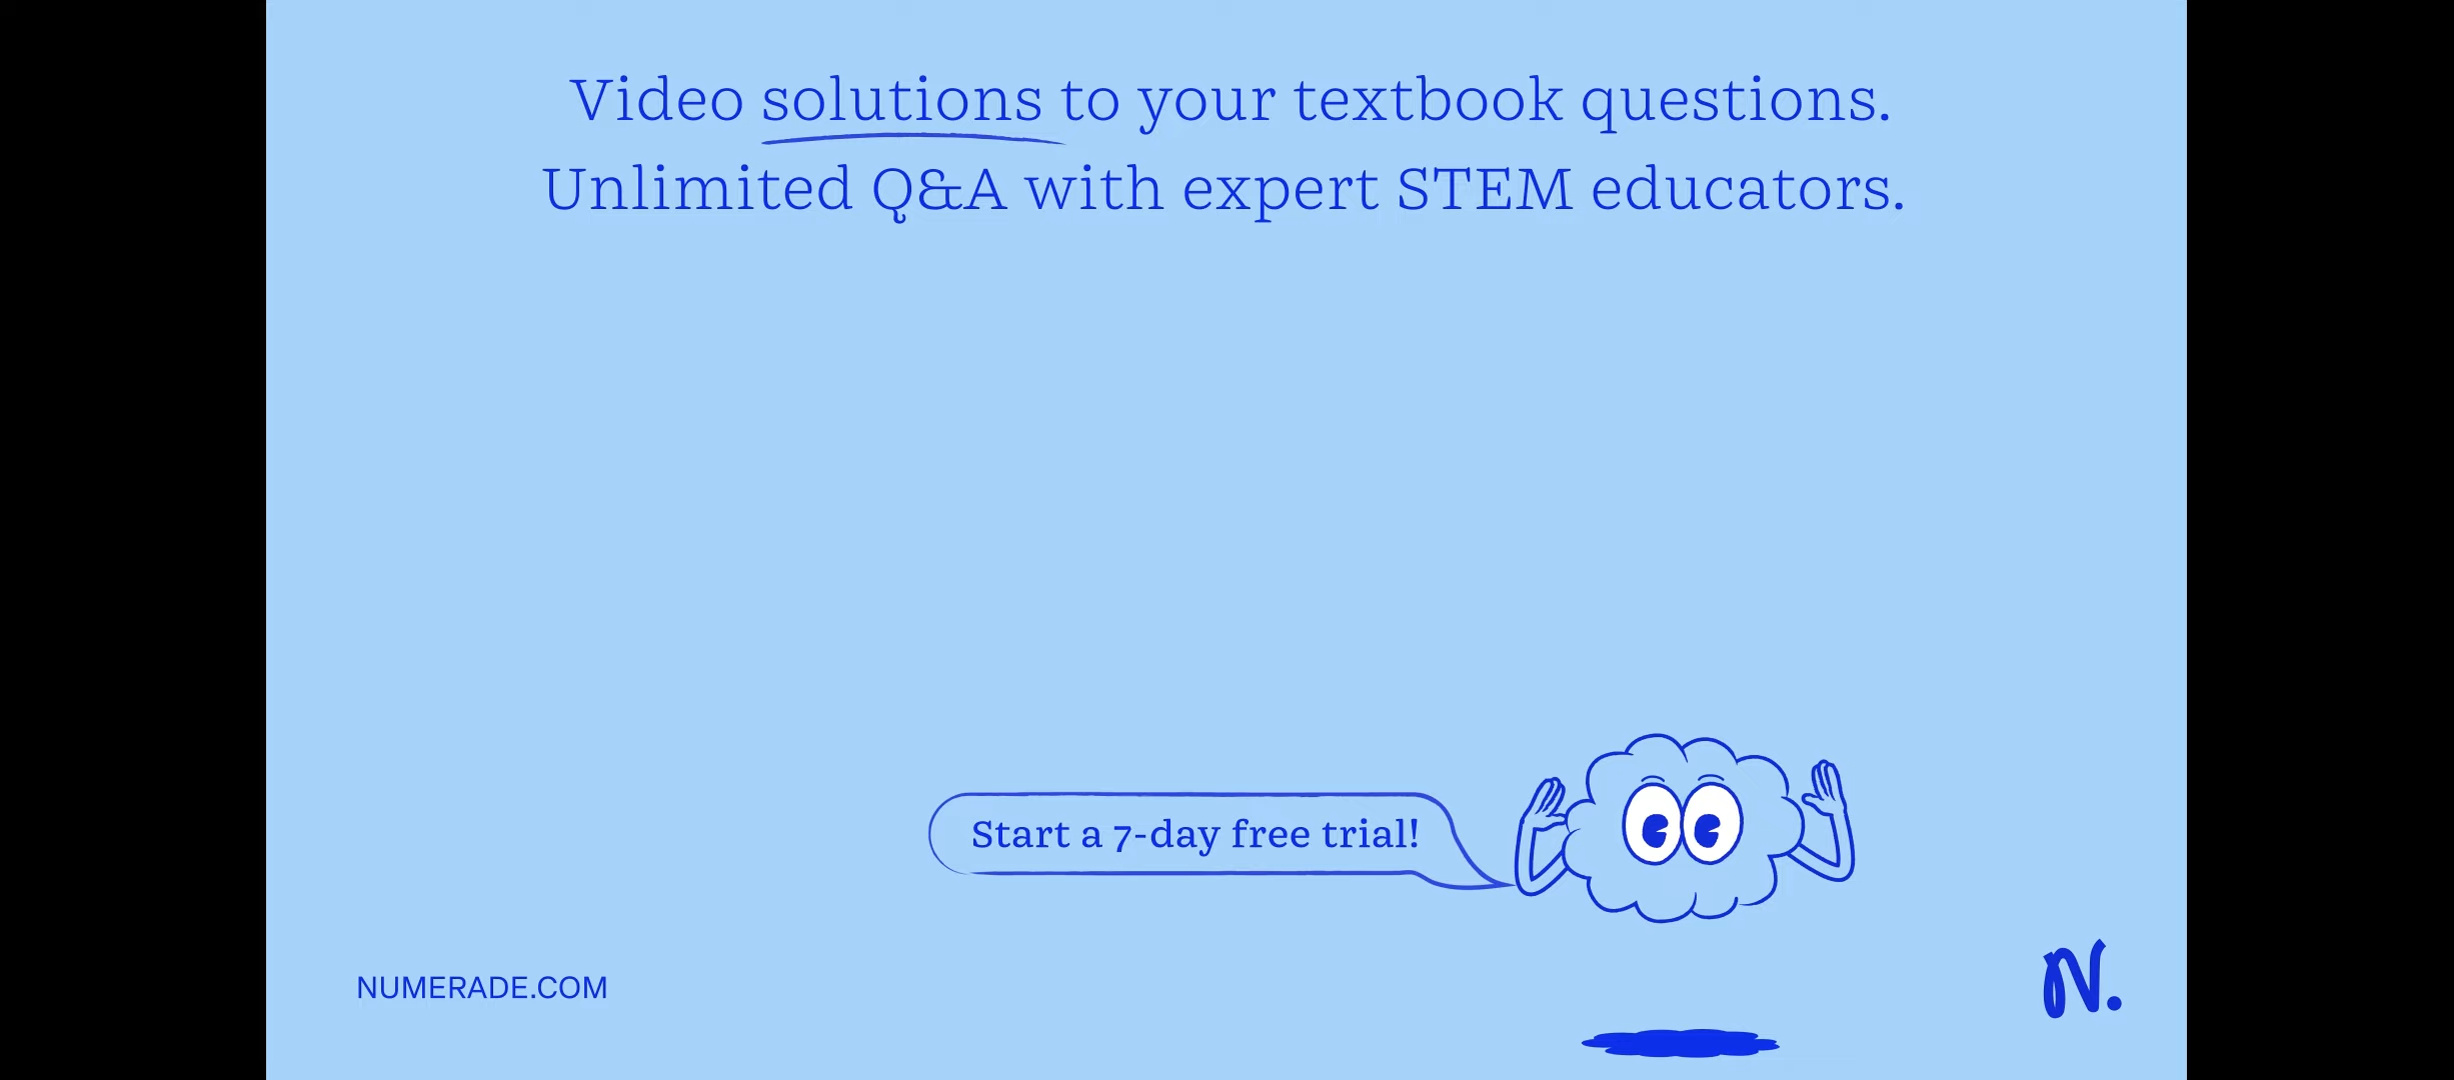 Video solutions to your textbook questions.
Unlimited Q&A with expert STEM educators.
Start a 7-day free trial!
NUMERADE.COM
N.